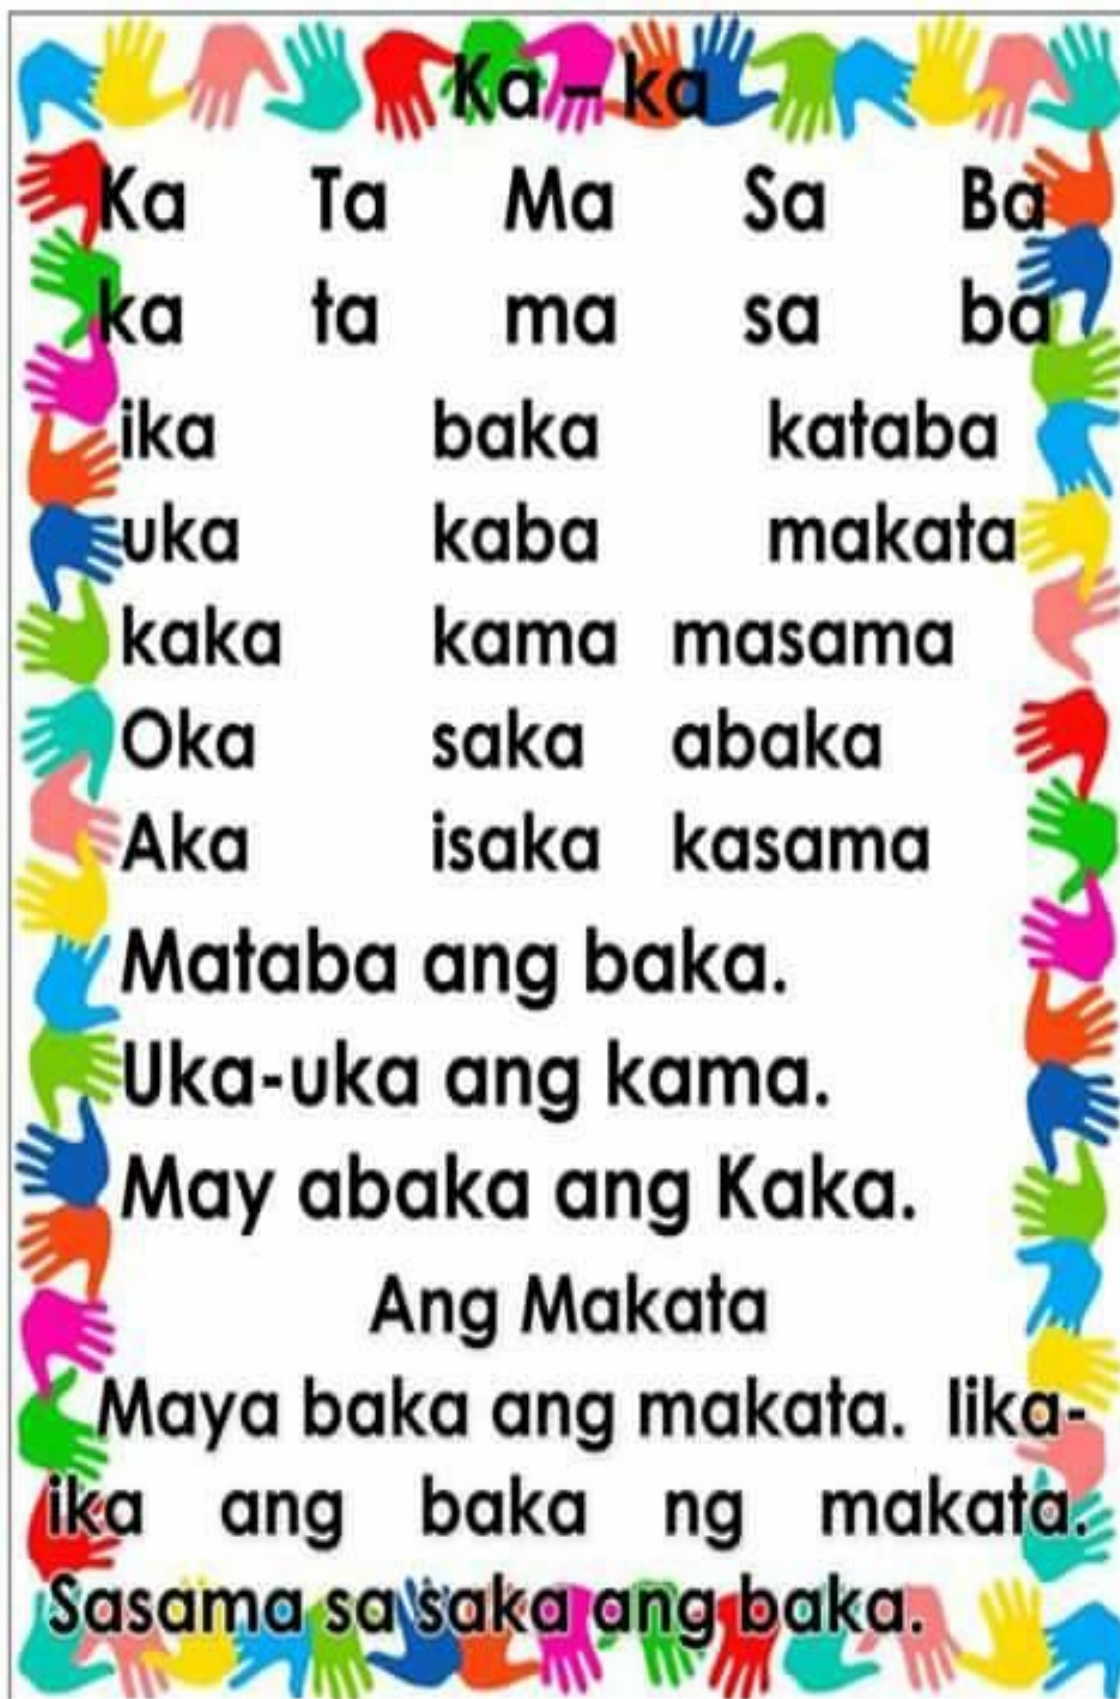 Ka – ka
Ka Ta Ma Sa Ba
ka ta ma sa ba
ika baka kataba
uka kaba makata
kaka kama masama
Oka saka abaka
Aka isaka kasama
Mataba ang baka.
Uka-uka ang kama.
May abaka ang Kaka.
Ang Makata
Maya baka ang makata. Iika-
ika ang baka ng makata.
Sasama sa saka ang baka.